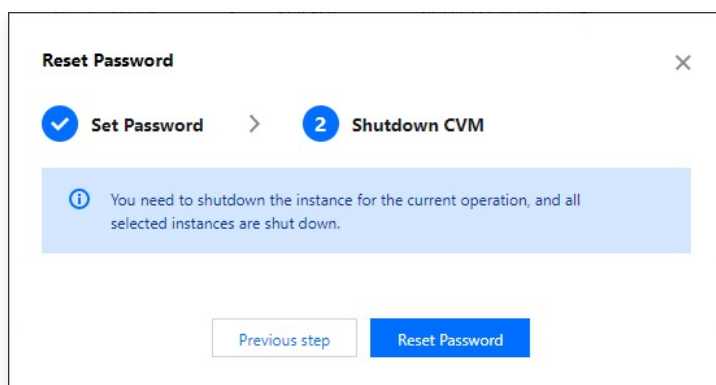 Reset Password
Set Password
2
Shutdown CVM
You need to shutdown the instance for the current operation, and all
selected instances are shut down.
Previous step
Reset Password